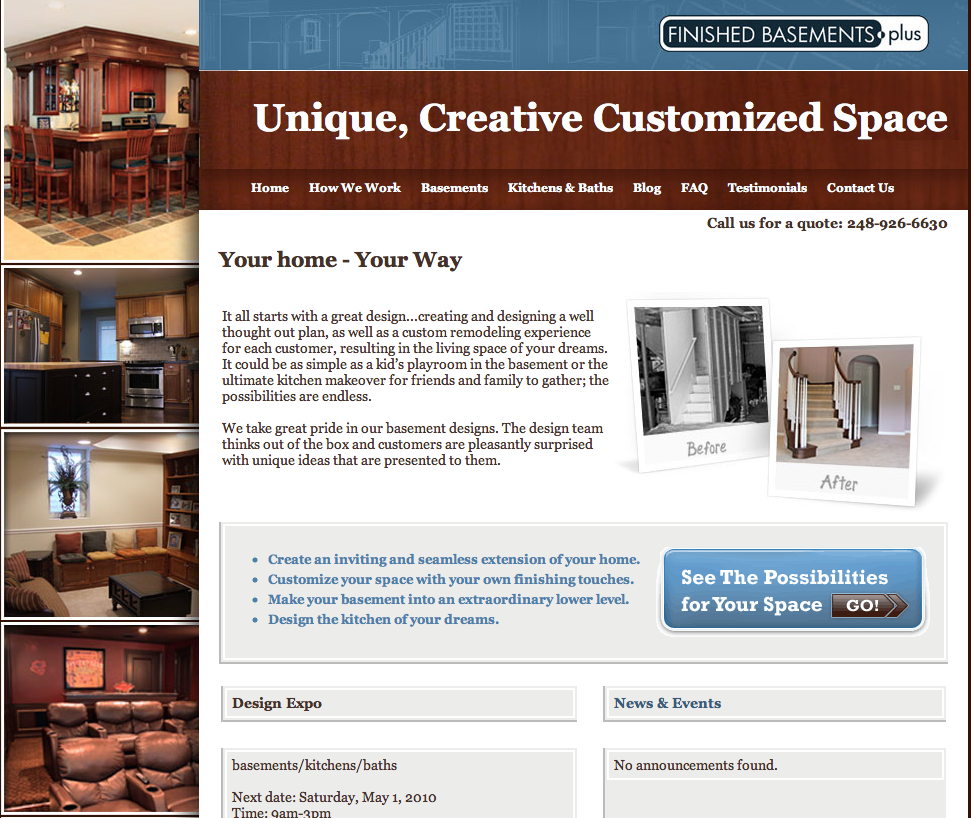 FINISHED BASEMENTS plus
Unique, Creative Customized Space
Home How We Work Basements Kitchens & Baths Blog FAQ Testimonials Contact Us
Call us for a quote: 248-926-6630
Your home - Your Way
It all starts with a great design...creating and designing a well
thought out plan, as well as a custom remodeling experience
for each customer, resulting in the living space of your dreams.
It could be as simple as a kid's playroom in the basement or the
ultimate kitchen makeover for friends and family to gather; the
possibilities are endless.
We take great pride in our basement designs. The design team
thinks out of the box and customers are pleasantly surprised
with unique ideas that are presented to them.
Before
After
• Create an inviting and seamless extension of your home.
• Customize your space with your own finishing touches.
• Make your basement into an extraordinary lower level.
• Design the kitchen of your dreams.
See The Possibilities
for Your Space GO!
Design Expo
basements/kitchens/baths
Next date: Saturday, May 1, 2010
Time: 9am-3pm
News & Events
No announcements found.